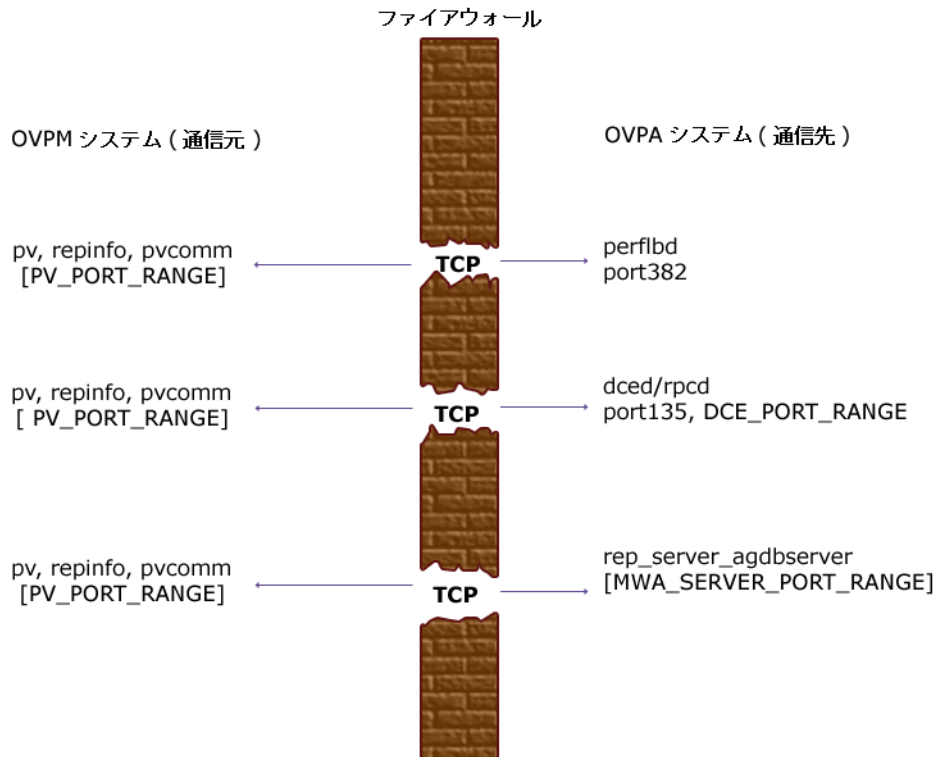 ファイアウォール
OVPM システム ( 通信元 )
OVPA システム ( 通信先 )
pv, repinfo, pvcomm
[PV_PORT_RANGE]
TCP
perflbd
port382
pv, repinfo, pvcomm
[ PV_PORT_RANGE]
TCP
dced/rpcd
port135, DCE_PORT_RANGE
pv, repinfo, pvcomm
[PV_PORT_RANGE]
TCP
rep_server_agdbserver
[MWA_SERVER_PORT_RANGE]